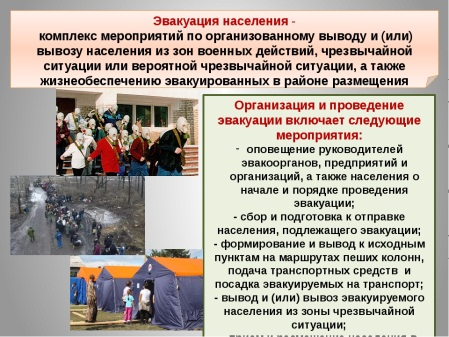 Эвакуация населения -
комплекс мероприятий по организованному выводу и (или)
вывозу населения из зон военных действий, чрезвычайной
ситуации или вероятной чрезвычайной ситуации, а также
жизнеобеспечению эвакуированных в районе размещения
Организация и проведение
эвакуации включает следующие
мероприятия:
- оповещение руководителей
эвакоорганов, предприятий и
организаций, а также населения о
начале и порядке проведения
эвакуации;
- сбор и подготовка к отправке
населения, подлежащего эвакуации;
- формирование и вывод к исходным
пунктам на маршрутах пеших колонн,
подача транспортных средств и
посадка эвакуируемых на транспорт;
- вывод и (или) вывоз эвакуируемого
населения из зоны чрезвычайной
ситуации;